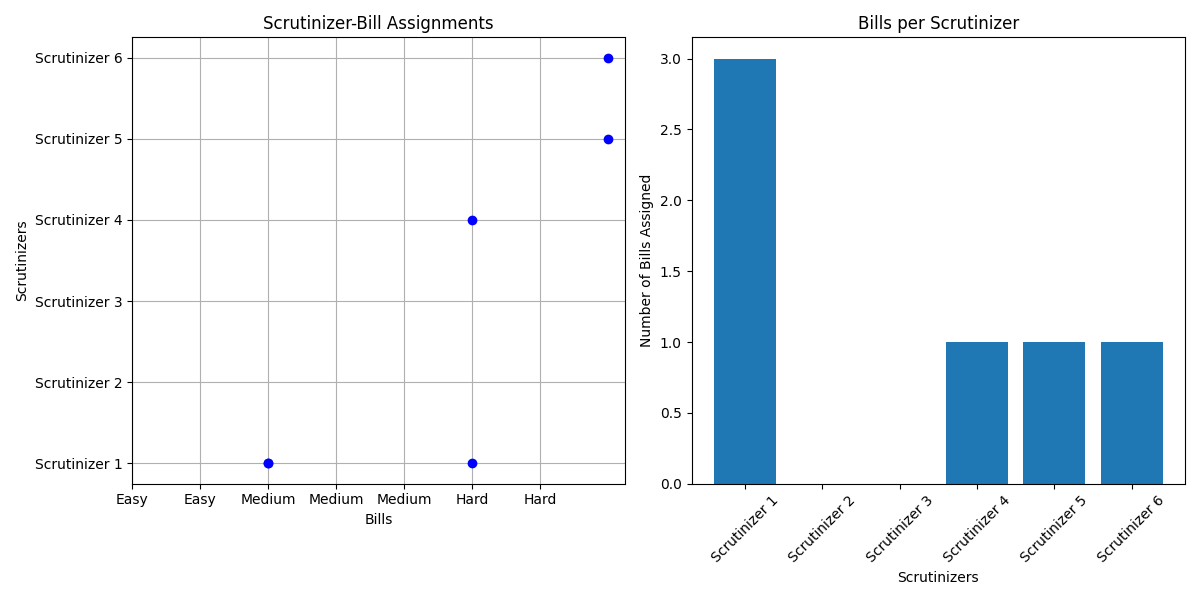 Scrutinizer-Bill Assignments
Scrutinizers
Scrutinizer 6
Scrutinizer 5
Scrutinizer 4
Scrutinizer 3
Scrutinizer 2
Scrutinizer 1
Easy Easy Medium Medium Medium Hard Hard
Bills
Bills per Scrutinizer
Number of Bills Assigned
3.0
2.5
2.0
1.5
1.0
0.5
0.0
Scrutinizer 1 Scrutinizer 2 Scrutinizer 3 Scrutinizer 4 Scrutinizer 5 Scrutinizer 6
Scrutinizers